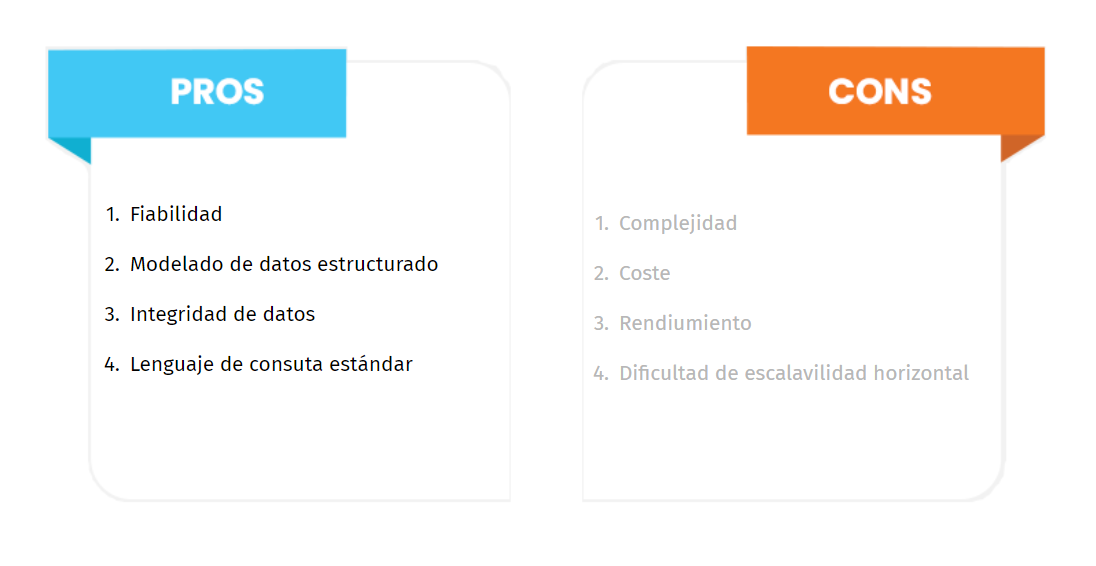 PROS
1. Fiabilidad
2. Modelado de datos estructurado
3. Integridad de datos
4. Lenguaje de consuta estándar
CONS
1. Complejidad
2. Coste
3. Rendiumiento
4. Dificultad de escalavilidad horizontal